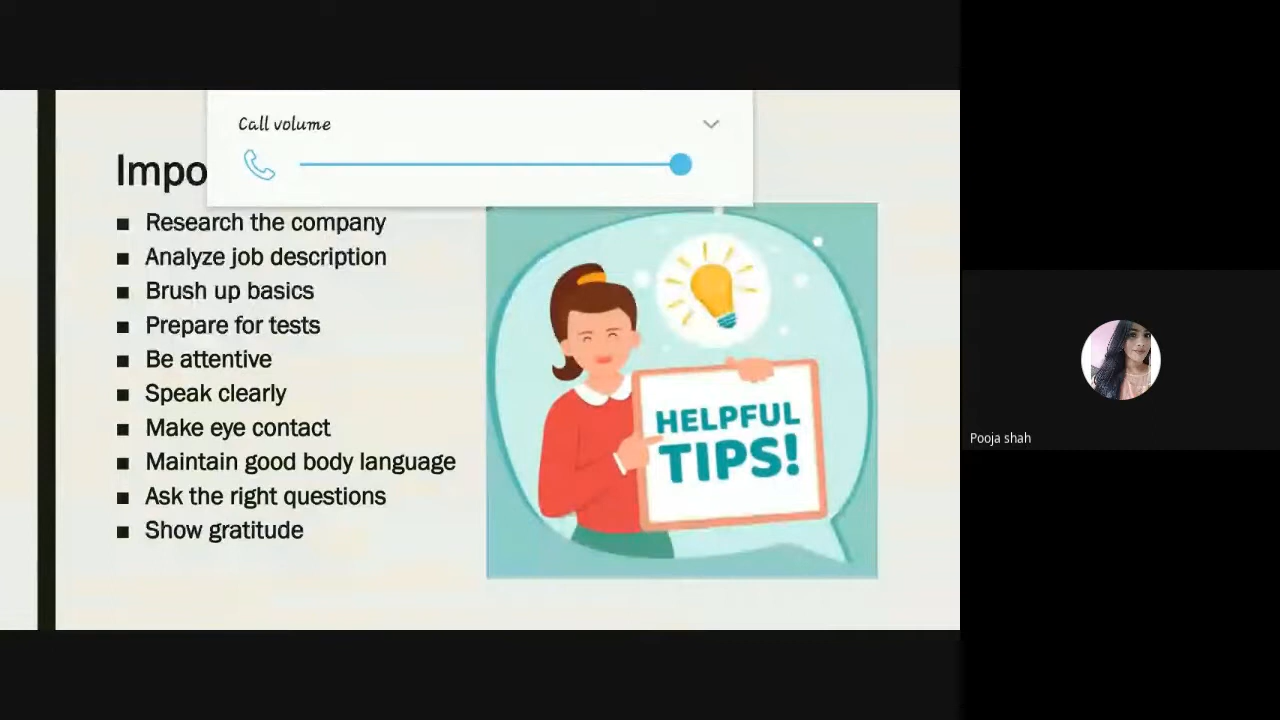 Call volume
Impo
Research the company
Analyze job description
Brush up basics
Prepare for tests
Be attentive
Speak clearly
Make eye contact
Maintain good body language
Ask the right questions
Show gratitude
HELPFUL
TIPS!
Pooja shah